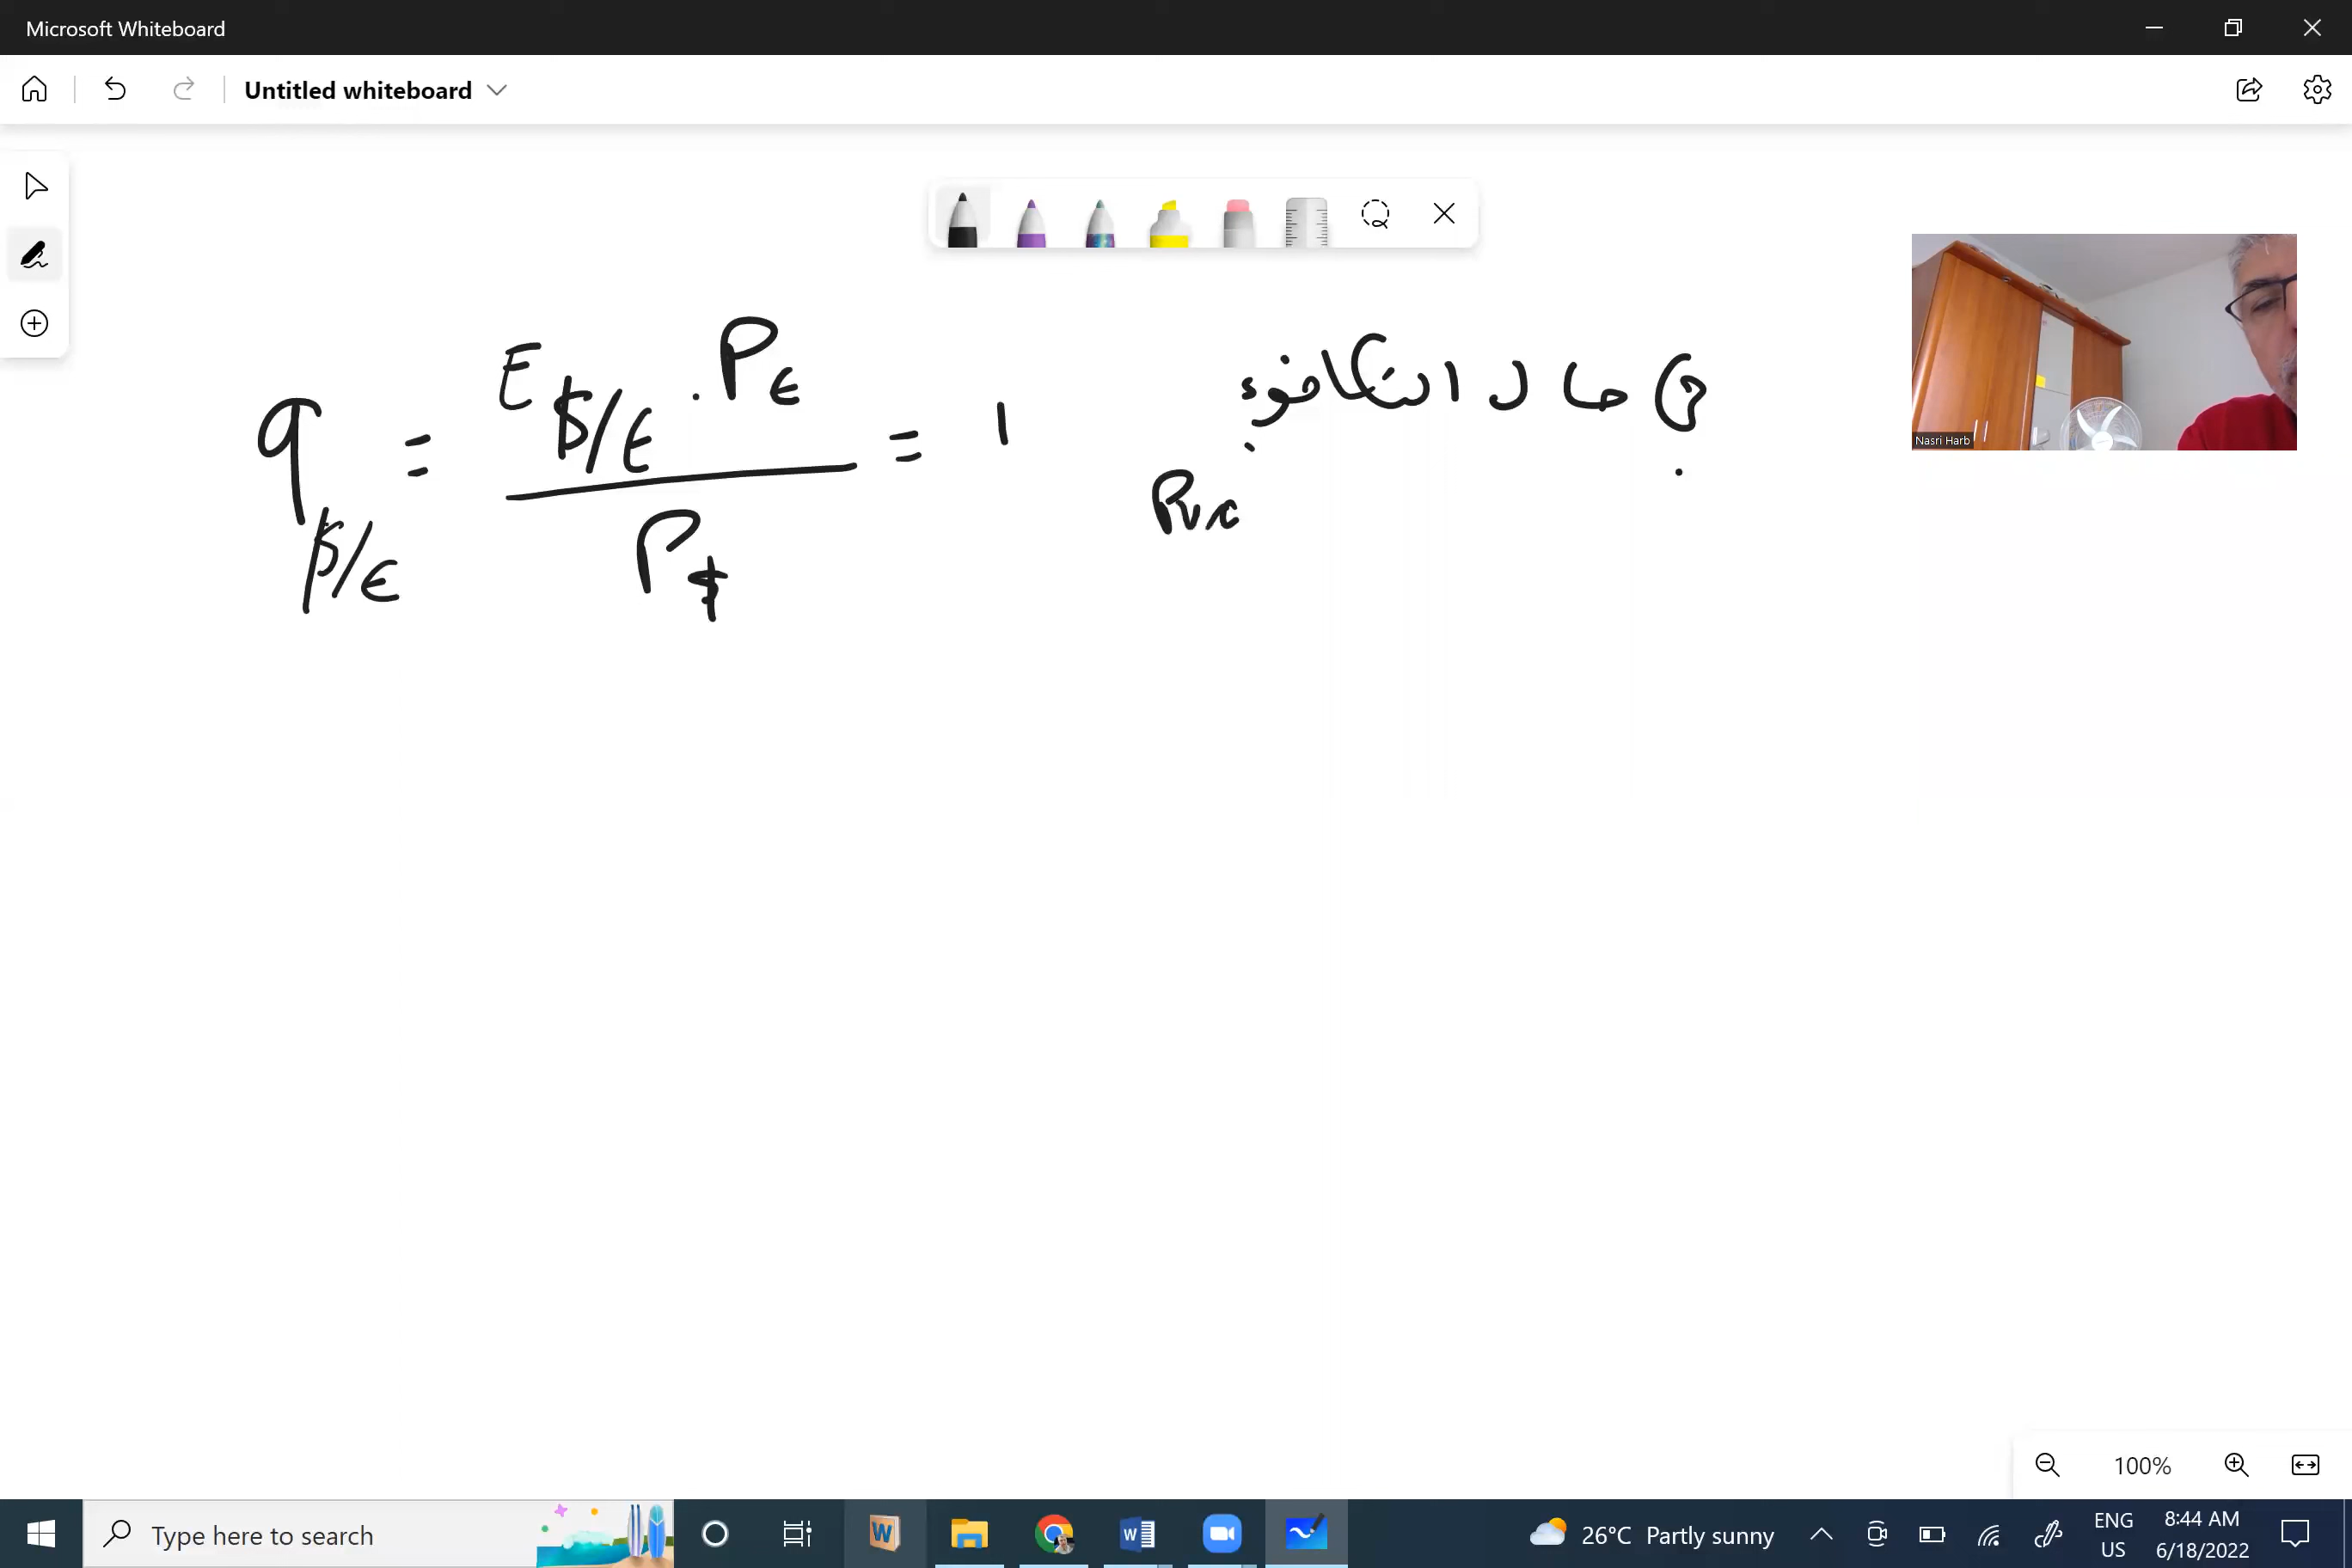 Microsoft Whiteboard
Untitled whiteboard
q $/€ = E $/€ . P€ / P$ = 1
في حال التكافؤ
Nasri Harb
100%
Type here to search
26°C Partly sunny
ENG
US
8:44 AM
6/18/2022